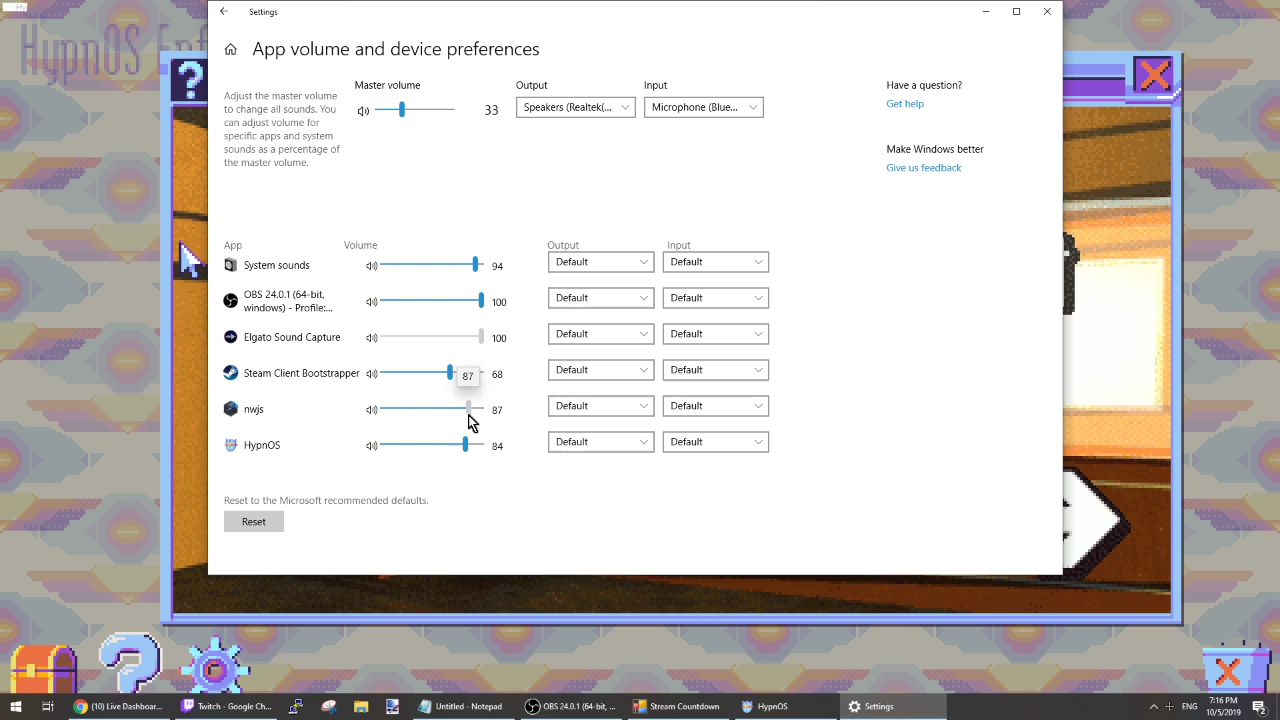 Hy
HypnOS Enf
Settings
App volume and device preferences
Adjust the master volume
to change all sounds. You
can adjust volume for
specific apps and system
sounds as a percentage of
the master volume.
Master volume
33
Output
Speakers (Realtek(...
Input
Microphone (Blue...
Have a question?
Get help
Make Windows better
Give us feedback
App Volume Output Input
System sounds 94 Default Default
OBS 24.0.1 (64-bit,
windows) - Profile:... 100 Default Default
Elgato Sound Capture 100 Default Default
Steam Client Bootstrapper 87 68 Default Default
nwjs 87 Default Default
HypnOS 84 Default Default
Reset to the Microsoft recommended defaults.
Reset
(10) Live Dashboar... Twitch - Google Ch... Untitled - Notepad OBS 24.0.1 (64-bit, ... Stream Countdown HypnOS Settings 7:16 PM
10/5/2019 2